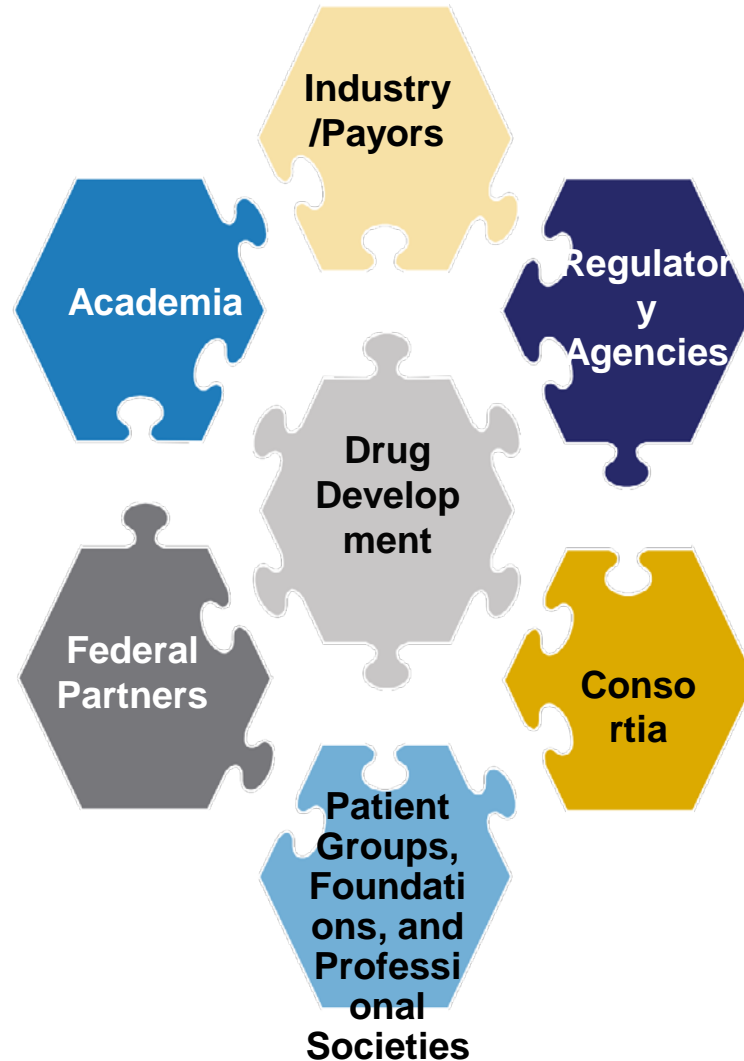 Industry
/Payors
Academia
Regulator
y
Agencies
Drug
Develop
ment
Federal
Partners
Conso
rtia
Patient
Groups,
Foundati
ons, and
Professi
onal
Societies